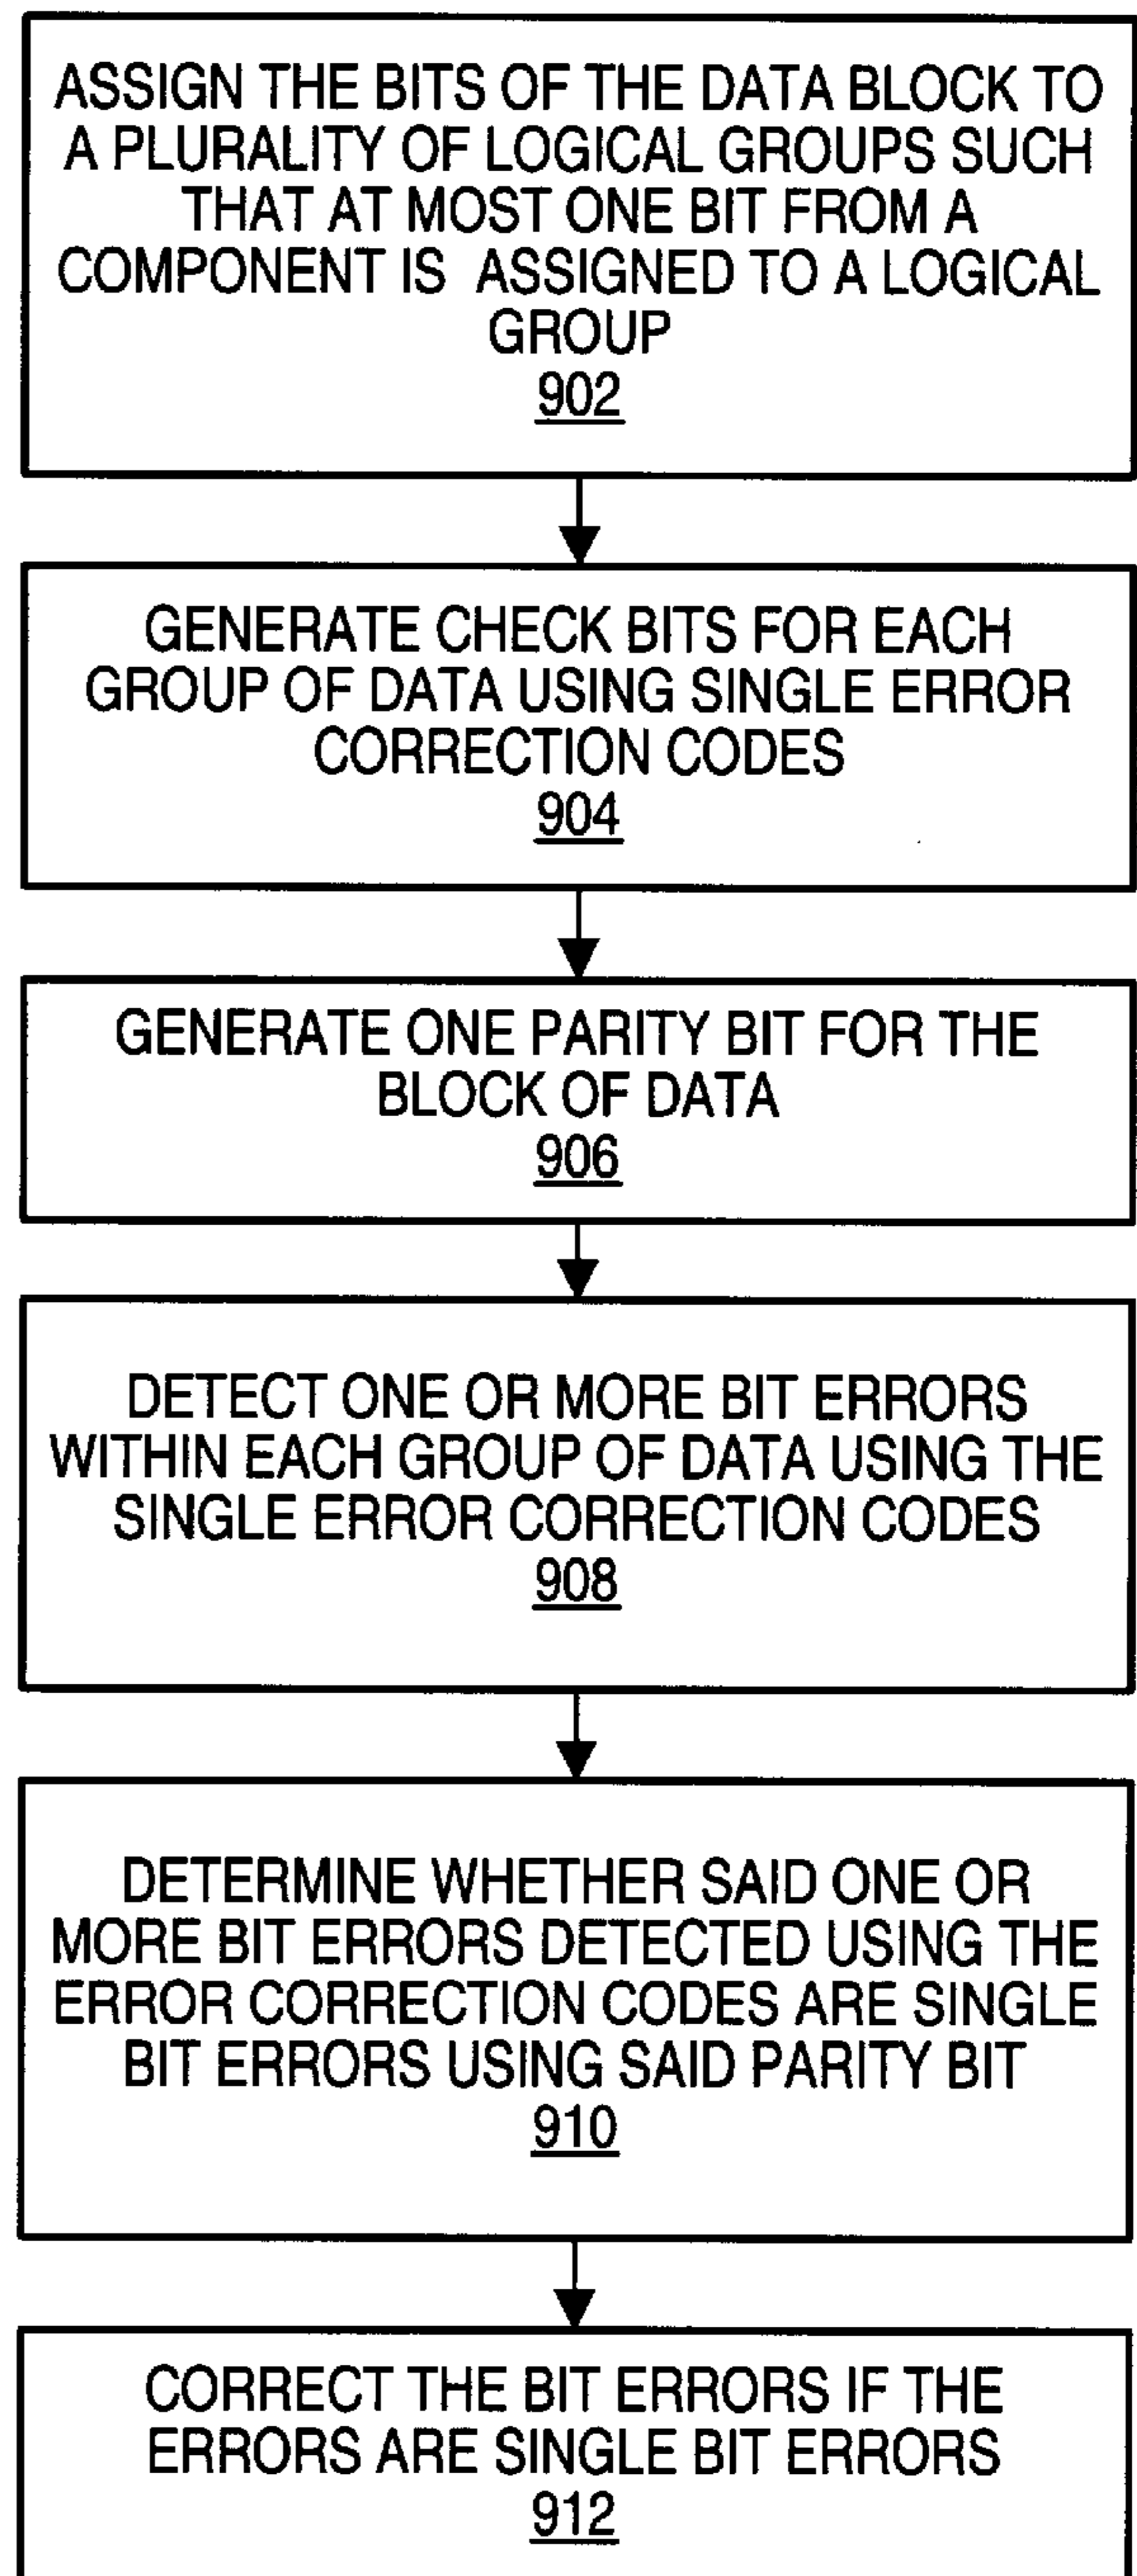 ASSIGN THE BITS OF THE DATA BLOCK TO
A PLURALITY OF LOGICAL GROUPS SUCH
THAT AT MOST ONE BIT FROM A
COMPONENT IS ASSIGNED TO A LOGICAL
GROUP
902
GENERATE CHECK BITS FOR EACH
GROUP OF DATA USING SINGLE ERROR
CORRECTION CODES
904
GENERATE ONE PARITY BIT FOR THE
BLOCK OF DATA
906
DETECT ONE OR MORE BIT ERRORS
WITHIN EACH GROUP OF DATA USING THE
SINGLE ERROR CORRECTION CODES
908
DETERMINE WHETHER SAID ONE OR
MORE BIT ERRORS DETECTED USING THE
ERROR CORRECTION CODES ARE SINGLE
BIT ERRORS USING SAID PARITY BIT
910
CORRECT THE BIT ERRORS IF THE
ERRORS ARE SINGLE BIT ERRORS
912